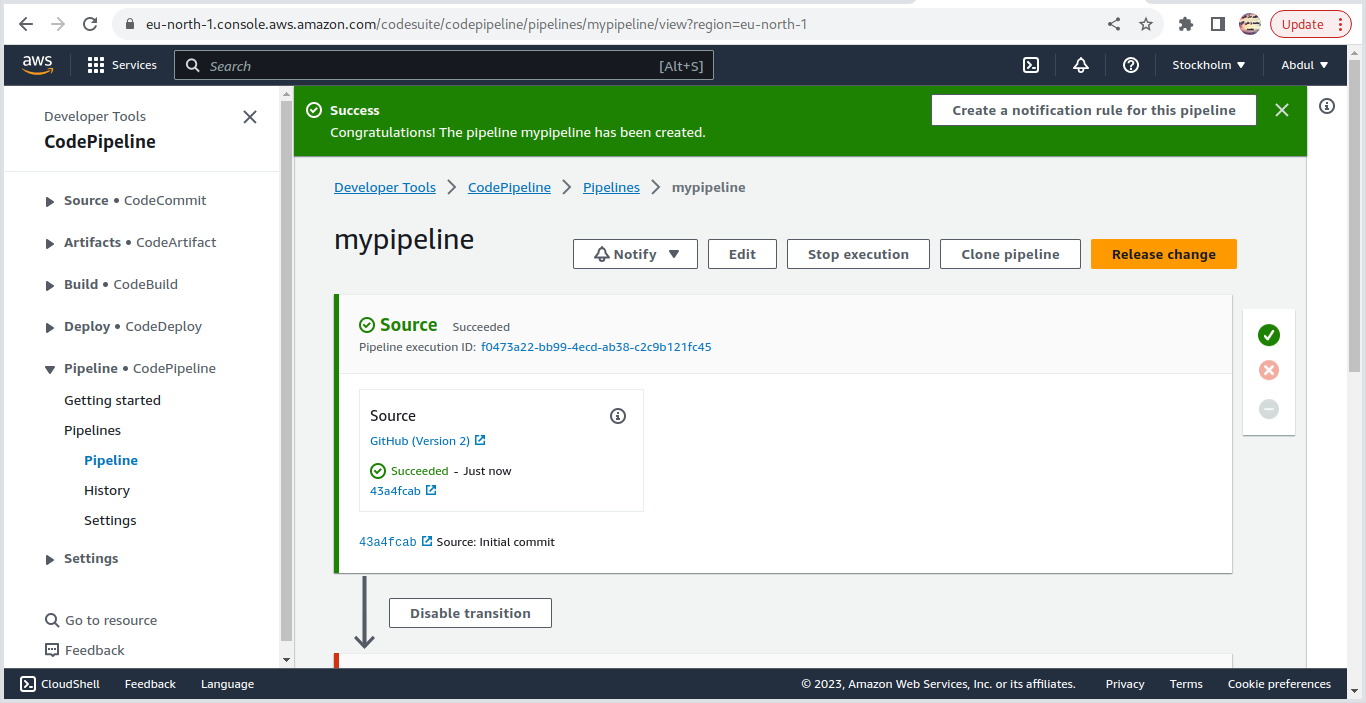 eu-north-1.console.aws.amazon.com/codesuite/codepipeline/pipelines/mypipeline/view?region=eu-north-1
Update
aws
Services
Search
[Alt+S]
Stockholm
Abdul
Developer Tools
CodePipeline
Source • CodeCommit
Artifacts • CodeArtifact
Build • CodeBuild
Deploy • CodeDeploy
Pipeline • CodePipeline
Getting started
Pipelines
Pipeline
History
Settings
Settings
Go to resource
Feedback
Success
Congratulations! The pipeline mypipeline has been created.
Create a notification rule for this pipeline
Developer Tools > CodePipeline > Pipelines > mypipeline
mypipeline
Notify
Edit
Stop execution
Clone pipeline
Release change
Source Succeeded
Pipeline execution ID: f0473a22-bb99-4ecd-ab38-c2c9b121fc45
Source
GitHub (Version 2)
Succeeded - Just now
43a4fcab
43a4fcab Source: Initial commit
Disable transition
CloudShell
Feedback
Language
© 2023, Amazon Web Services, Inc. or its affiliates.
Privacy
Terms
Cookie preferences